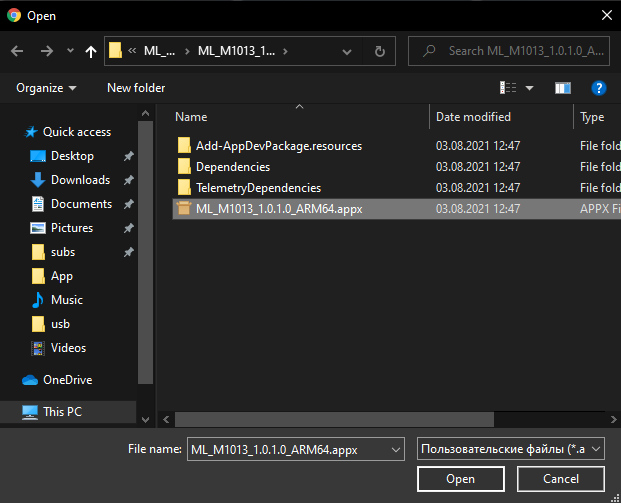 Open
ML_... ML_M1013_1...
Search ML_M1013_1.0.1.0_A...
Organize New folder
Name Date modified Type
Quick access
Desktop
Downloads
Documents
Pictures
subs
App
Music
usb
Videos
OneDrive
This PC
Add-AppDevPackage.resources 03.08.2021 12:47 File fold
Dependencies 03.08.2021 12:47 File fold
TelemetryDependencies 03.08.2021 12:47 File fold
ML_M1013_1.0.1.0_ARM64.appx 03.08.2021 12:47 APPX Fi
File name: ML_M1013_1.0.1.0_ARM64.appx Пользовательские файлы (*.a
Open Cancel